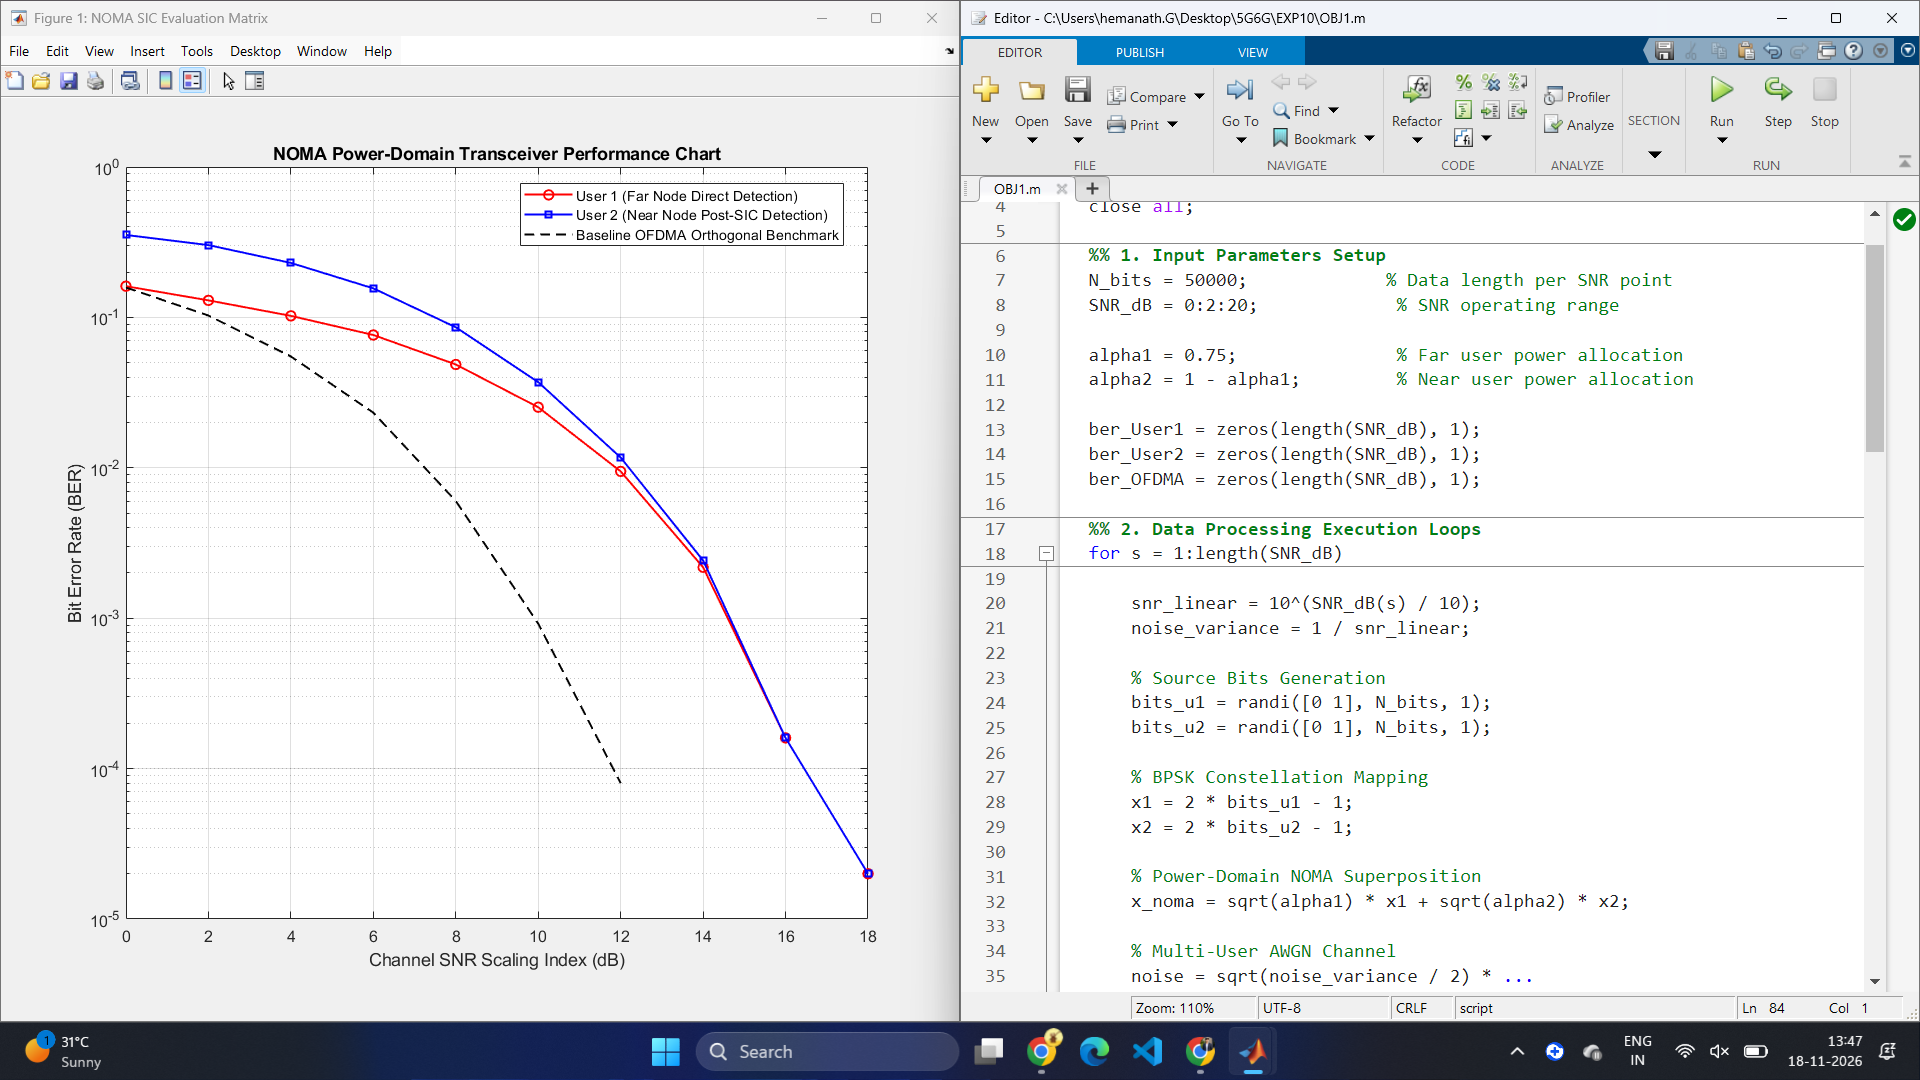 Figure 1: NOMA SIC Evaluation Matrix
File Edit View Insert Tools Desktop Window Help
NOMA Power-Domain Transceiver Performance Chart
User 1 (Far Node Direct Detection)
User 2 (Near Node Post-SIC Detection)
Baseline OFDMA Orthogonal Benchmark
Bit Error Rate (BER)
10^0
10^-1
10^-2
10^-3
10^-4
10^-5
0 2 4 6 8 10 12 14 16 18
Channel SNR Scaling Index (dB)
Editor - C:\Users\hemanath.G\Desktop\5G6G\EXP10\OBJ1.m
EDITOR PUBLISH VIEW
New Open Save Compare Print
FILE
Go To Find Bookmark
NAVIGATE
Refactor
CODE
Profiler
Analyze
ANALYZE
SECTION
Run Step Stop
RUN
OBJ1.m
4 close all;
5
6 %% 1. Input Parameters Setup
7 N_bits = 50000; % Data length per SNR point
8 SNR_dB = 0:2:20; % SNR operating range
9
10 alpha1 = 0.75; % Far user power allocation
11 alpha2 = 1 - alpha1; % Near user power allocation
12
13 ber_User1 = zeros(length(SNR_dB), 1);
14 ber_User2 = zeros(length(SNR_dB), 1);
15 ber_OFDMA = zeros(length(SNR_dB), 1);
16
17 %% 2. Data Processing Execution Loops
18 for s = 1:length(SNR_dB)
19
20 snr_linear = 10^(SNR_dB(s) / 10);
21 noise_variance = 1 / snr_linear;
22
23 % Source Bits Generation
24 bits_u1 = randi([0 1], N_bits, 1);
25 bits_u2 = randi([0 1], N_bits, 1);
26
27 % BPSK Constellation Mapping
28 x1 = 2 * bits_u1 - 1;
29 x2 = 2 * bits_u2 - 1;
30
31 % Power-Domain NOMA Superposition
32 x_noma = sqrt(alpha1) * x1 + sqrt(alpha2) * x2;
33
34 % Multi-User AWGN Channel
35 noise = sqrt(noise_variance / 2) * ...
Zoom: 110% UTF-8 CRLF script Ln 84 Col 1
1
31°C
Sunny
Search
ENG
IN
13:47
18-11-2026